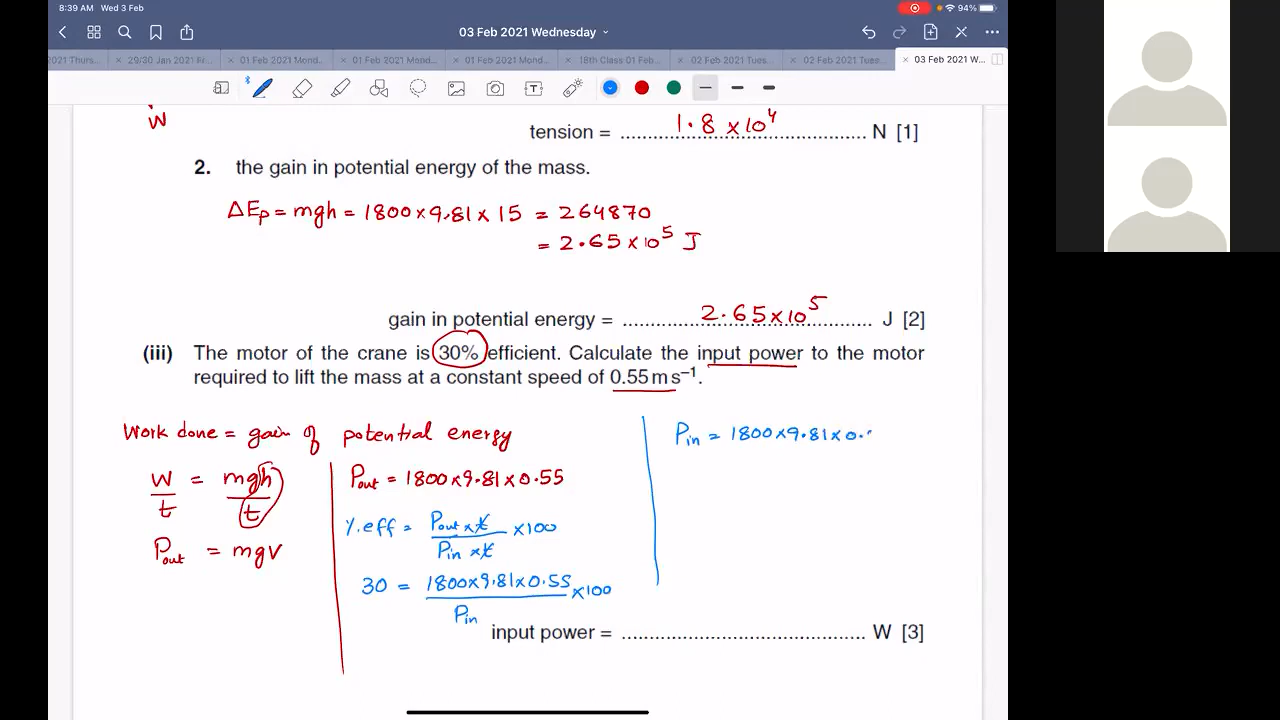 8:39 AM Wed 3 Feb
94%
03 Feb 2021 Wednesday
2021 Thurs...
29/30 Jan 2021 Fr...
01 Feb 2021 Mond...
01 Feb 2021 Mond...
01 Feb 2021 Mond...
18th Class 01 Feb...
02 Feb 2021 Tues...
02 Feb 2021 Tues...
03 Feb 2021 W...
W
tension = 1.8 × 10⁴ N [1]
2. the gain in potential energy of the mass.
ΔEp = mgh = 1800 × 9.81 × 15 = 264870
= 2.65 × 10⁵ J
gain in potential energy = 2.65 × 10⁵ J [2]
(iii) The motor of the crane is 30% efficient. Calculate the input power to the motor
required to lift the mass at a constant speed of 0.55 m s⁻¹.
Work done = gain of potential energy
W/t = mgh/t
Pout = mgv
Pout = 1800×9.81×0.55
%eff = Pout × t / Pin × t × 100
30 = 1800×9.81×0.55 / Pin × 100
Pin = 1800×9.81×0.
input power = ............................................ W [3]